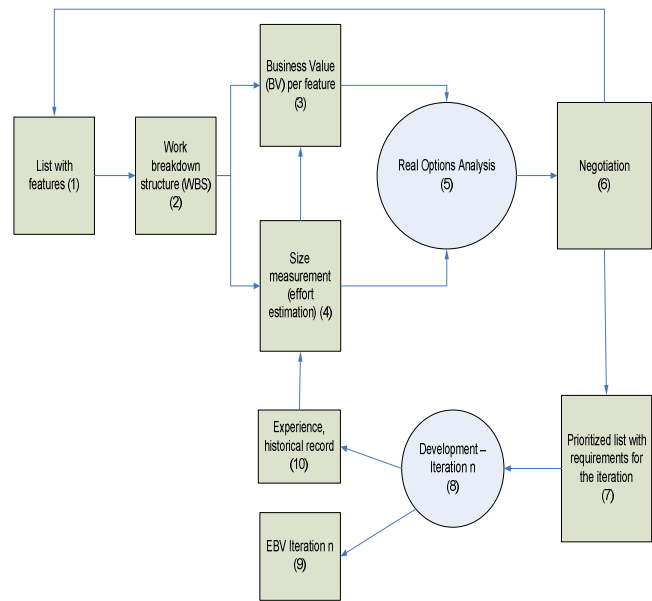 List with
features (1)
Work
breakdown
structure (WBS)
(2)
Business Value
(BV) per feature
(3)
Size
measurement
(effort
estimation) (4)
Real Options Analysis
(5)
Negotiation
(6)
Prioritized list with
requirements for
the iteration
(7)
Development –
Iteration n
(8)
EBV Iteration n
(9)
Experience,
historical record
(10)